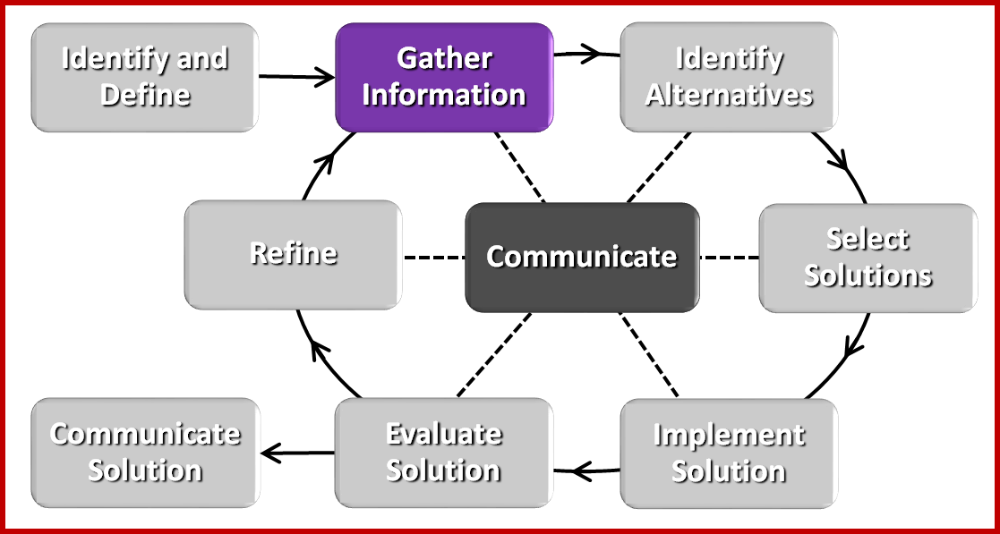 Identify and
Define
Gather
Information
Identify
Alternatives
Refine
Communicate
Select
Solutions
Communicate
Solution
Evaluate
Solution
Implement
Solution